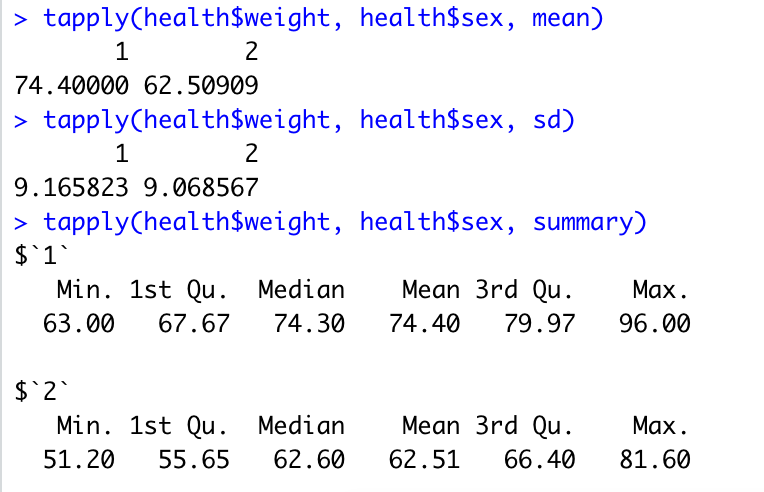 > tapply(health$weight, health$sex, mean)
       1        2
74.40000 62.50909
> tapply(health$weight, health$sex, sd)
       1        2
9.165823 9.068567
> tapply(health$weight, health$sex, summary)
$`1`
   Min. 1st Qu.  Median    Mean 3rd Qu.    Max.
  63.00   67.67   74.30   74.40   79.97   96.00

$`2`
   Min. 1st Qu.  Median    Mean 3rd Qu.    Max.
  51.20   55.65   62.60   62.51   66.40   81.60